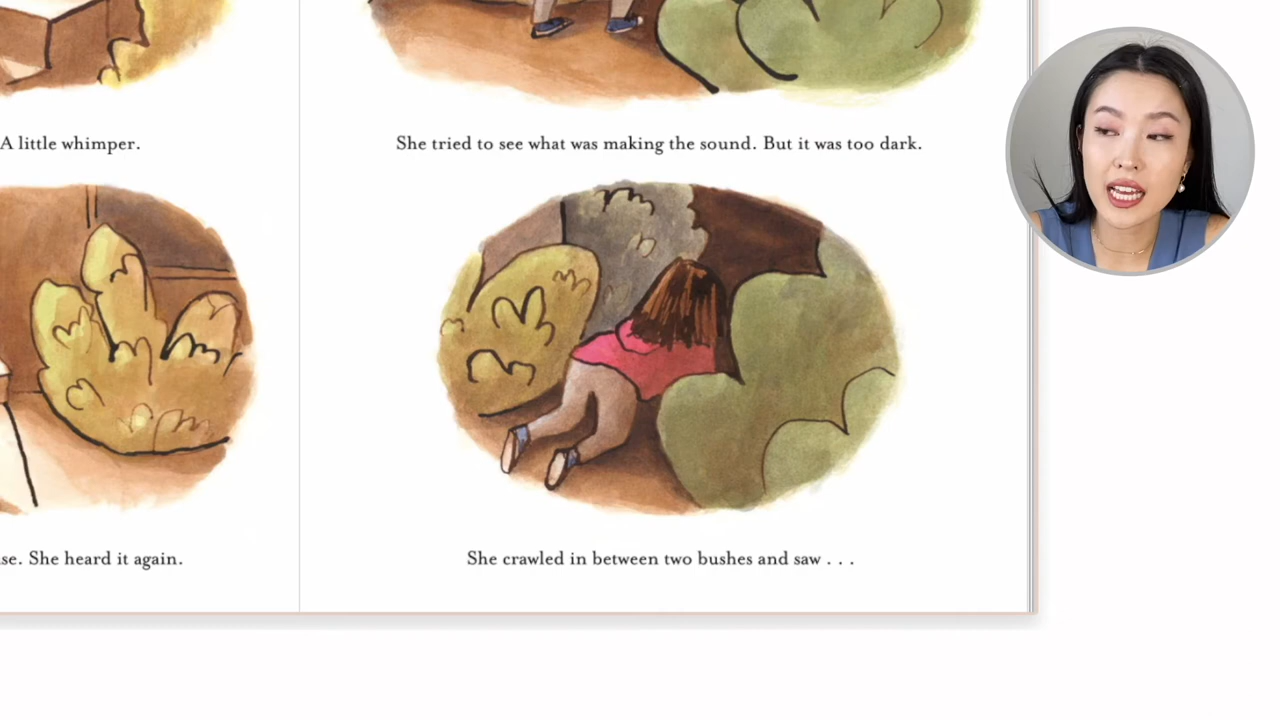 A little whimper.
She tried to see what was making the sound. But it was too dark.
She heard it again.
She crawled in between two bushes and saw . . .